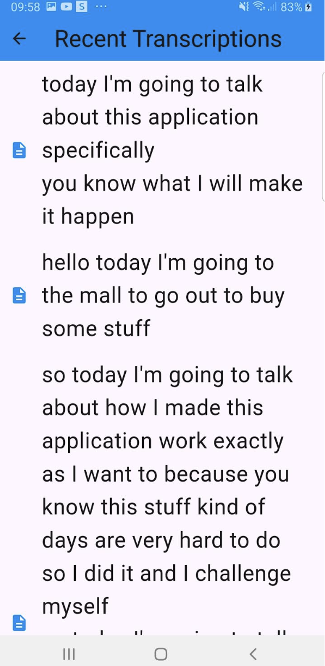 09:58 S ... 83%
Recent Transcriptions
today I'm going to talk
about this application
specifically
you know what I will make
it happen
hello today I'm going to
the mall to go out to buy
some stuff
so today I'm going to talk
about how I made this
application work exactly
as I want to because you
know this stuff kind of
days are very hard to do
so I did it and I challenge
myself